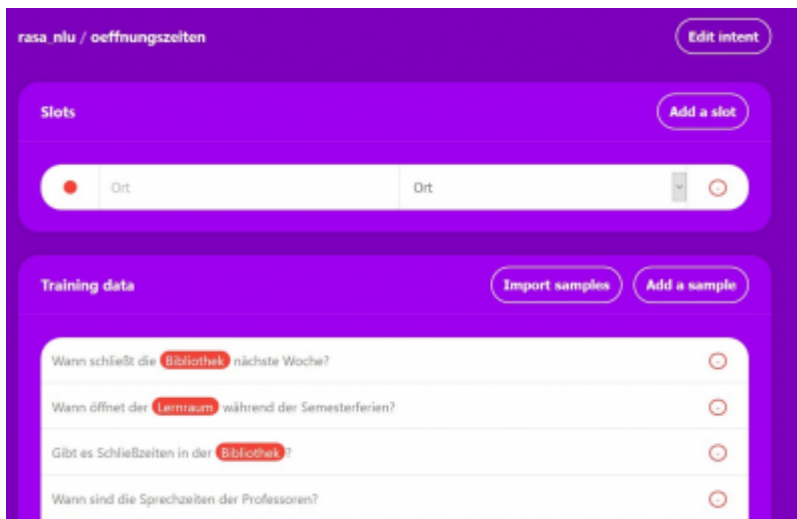 rasa_nlu / oeffnungszeiten
Edit intent
Slots
Add a slot
Ort
Ort
Training data
Import samples
Add a sample
Wann schließt die Bibliothek nächste Woche?
Wann öffnet der Lernraum während der Semesterferien?
Gibt es Schließzeiten in der Bibliothek?
Wann sind die Sprechzeiten der Professoren?